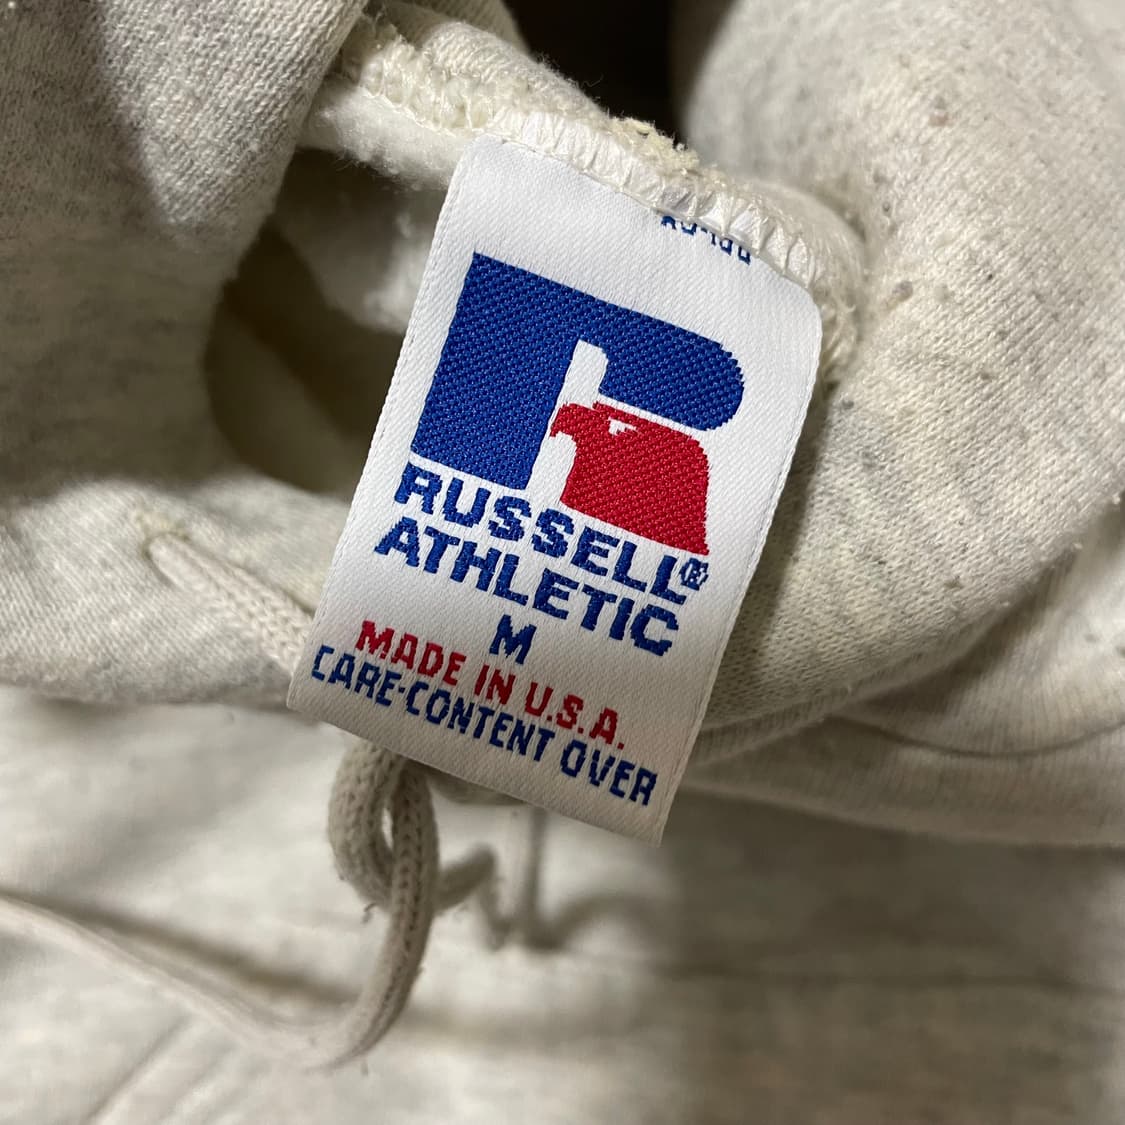 RUSSELL®
ATHLETIC
M
MADE IN U.S.A.
CARE-CONTENT OVER